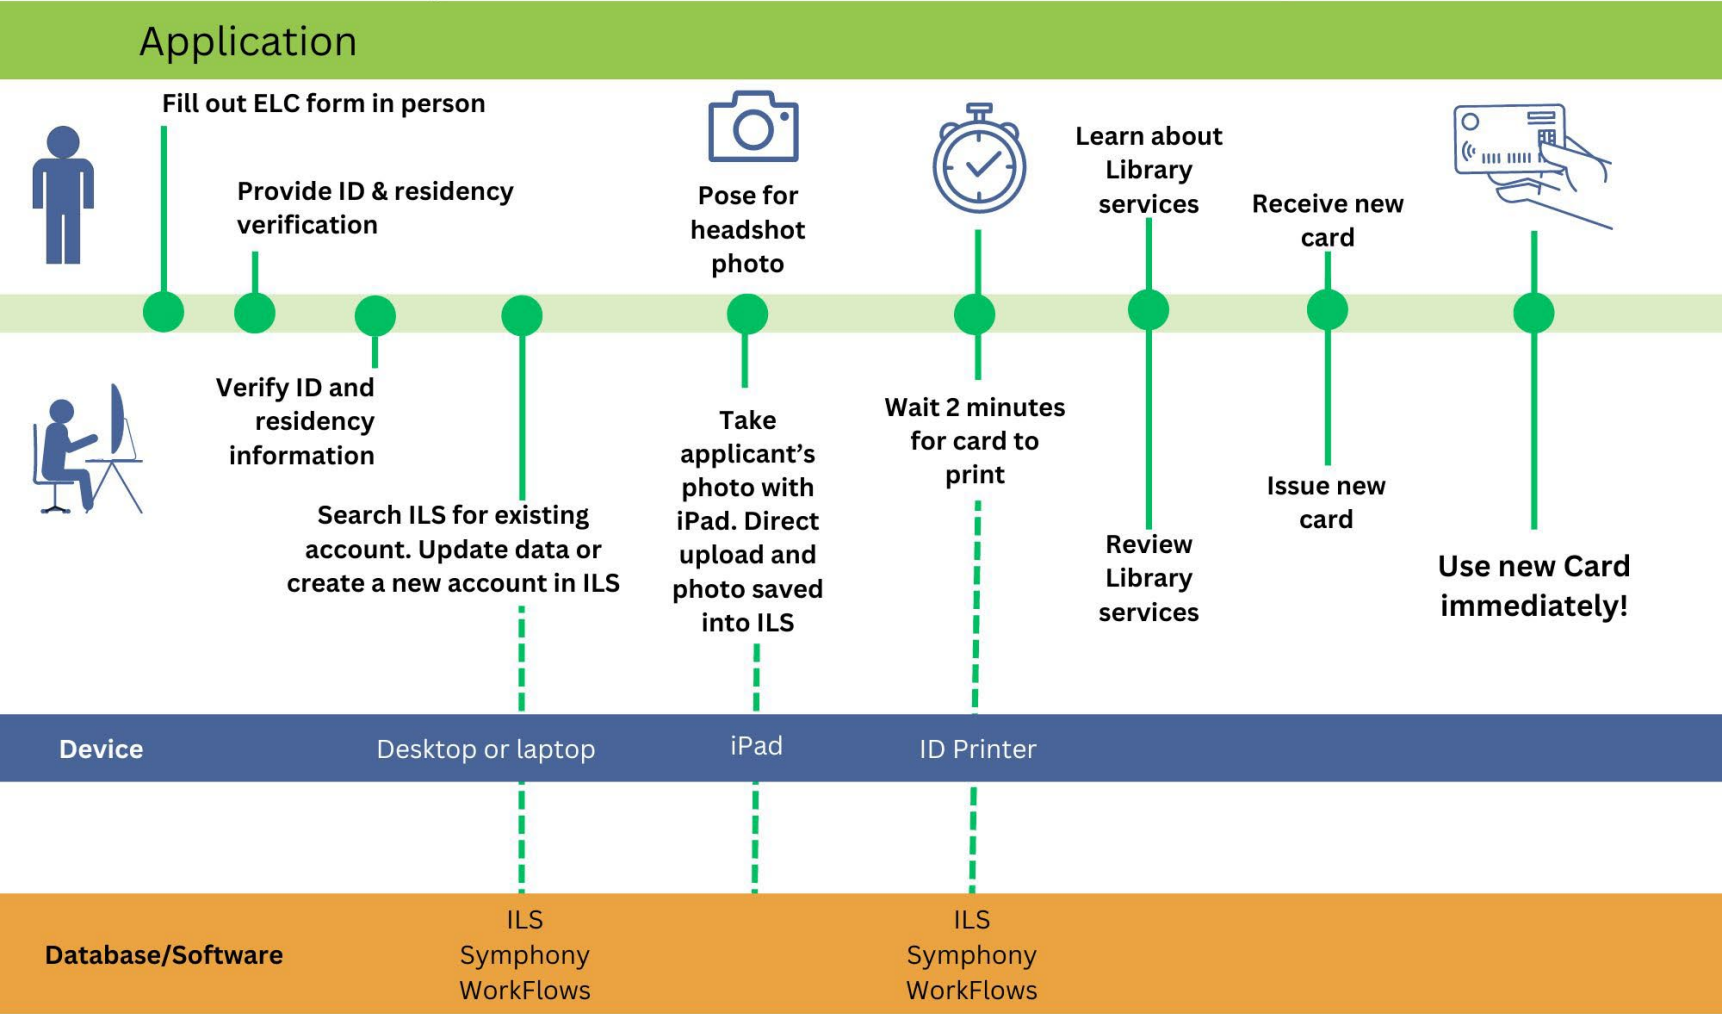 Application
Fill out ELC form in person
Provide ID & residency
verification
Pose for
headshot
photo
Learn about
Library
services
Receive new
card
Verify ID and
residency
information
Search ILS for existing
account. Update data or
create a new account in ILS
Take
applicant’s
photo with
iPad. Direct
upload and
photo saved
into ILS
Wait 2 minutes
for card to
print
Review
Library
services
Issue new
card
Use new Card
immediately!
Device
Desktop or laptop
iPad
ID Printer
Database/Software
ILS
Symphony
WorkFlows
ILS
Symphony
WorkFlows